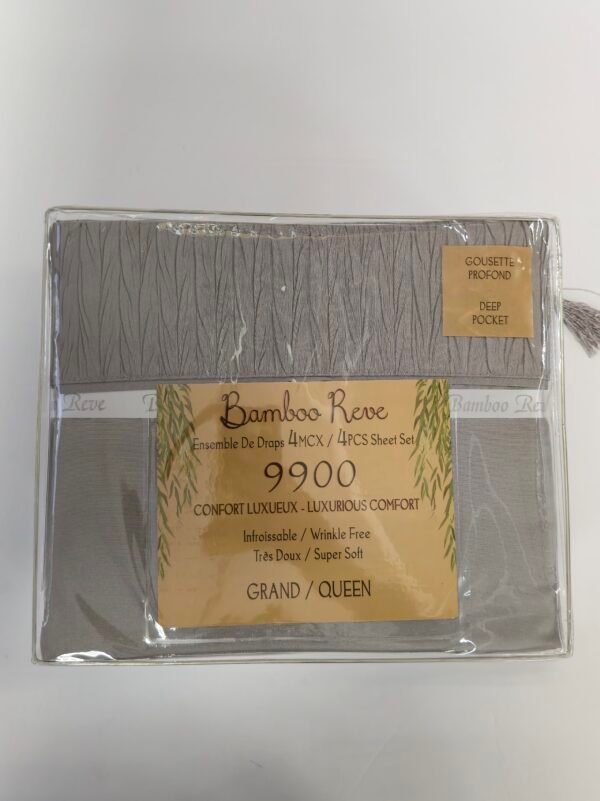 GOUSETTE
PROFOND
DEEP
POCKET
Reve
Bamboo Reve
Bamboo Reve
Ensemble De Draps 4MCX / 4PCS Sheet Set
9900
CONFORT LUXUEUX - LUXURIOUS COMFORT
Infroissable / Wrinkle Free
Très Doux / Super Soft
GRAND / QUEEN